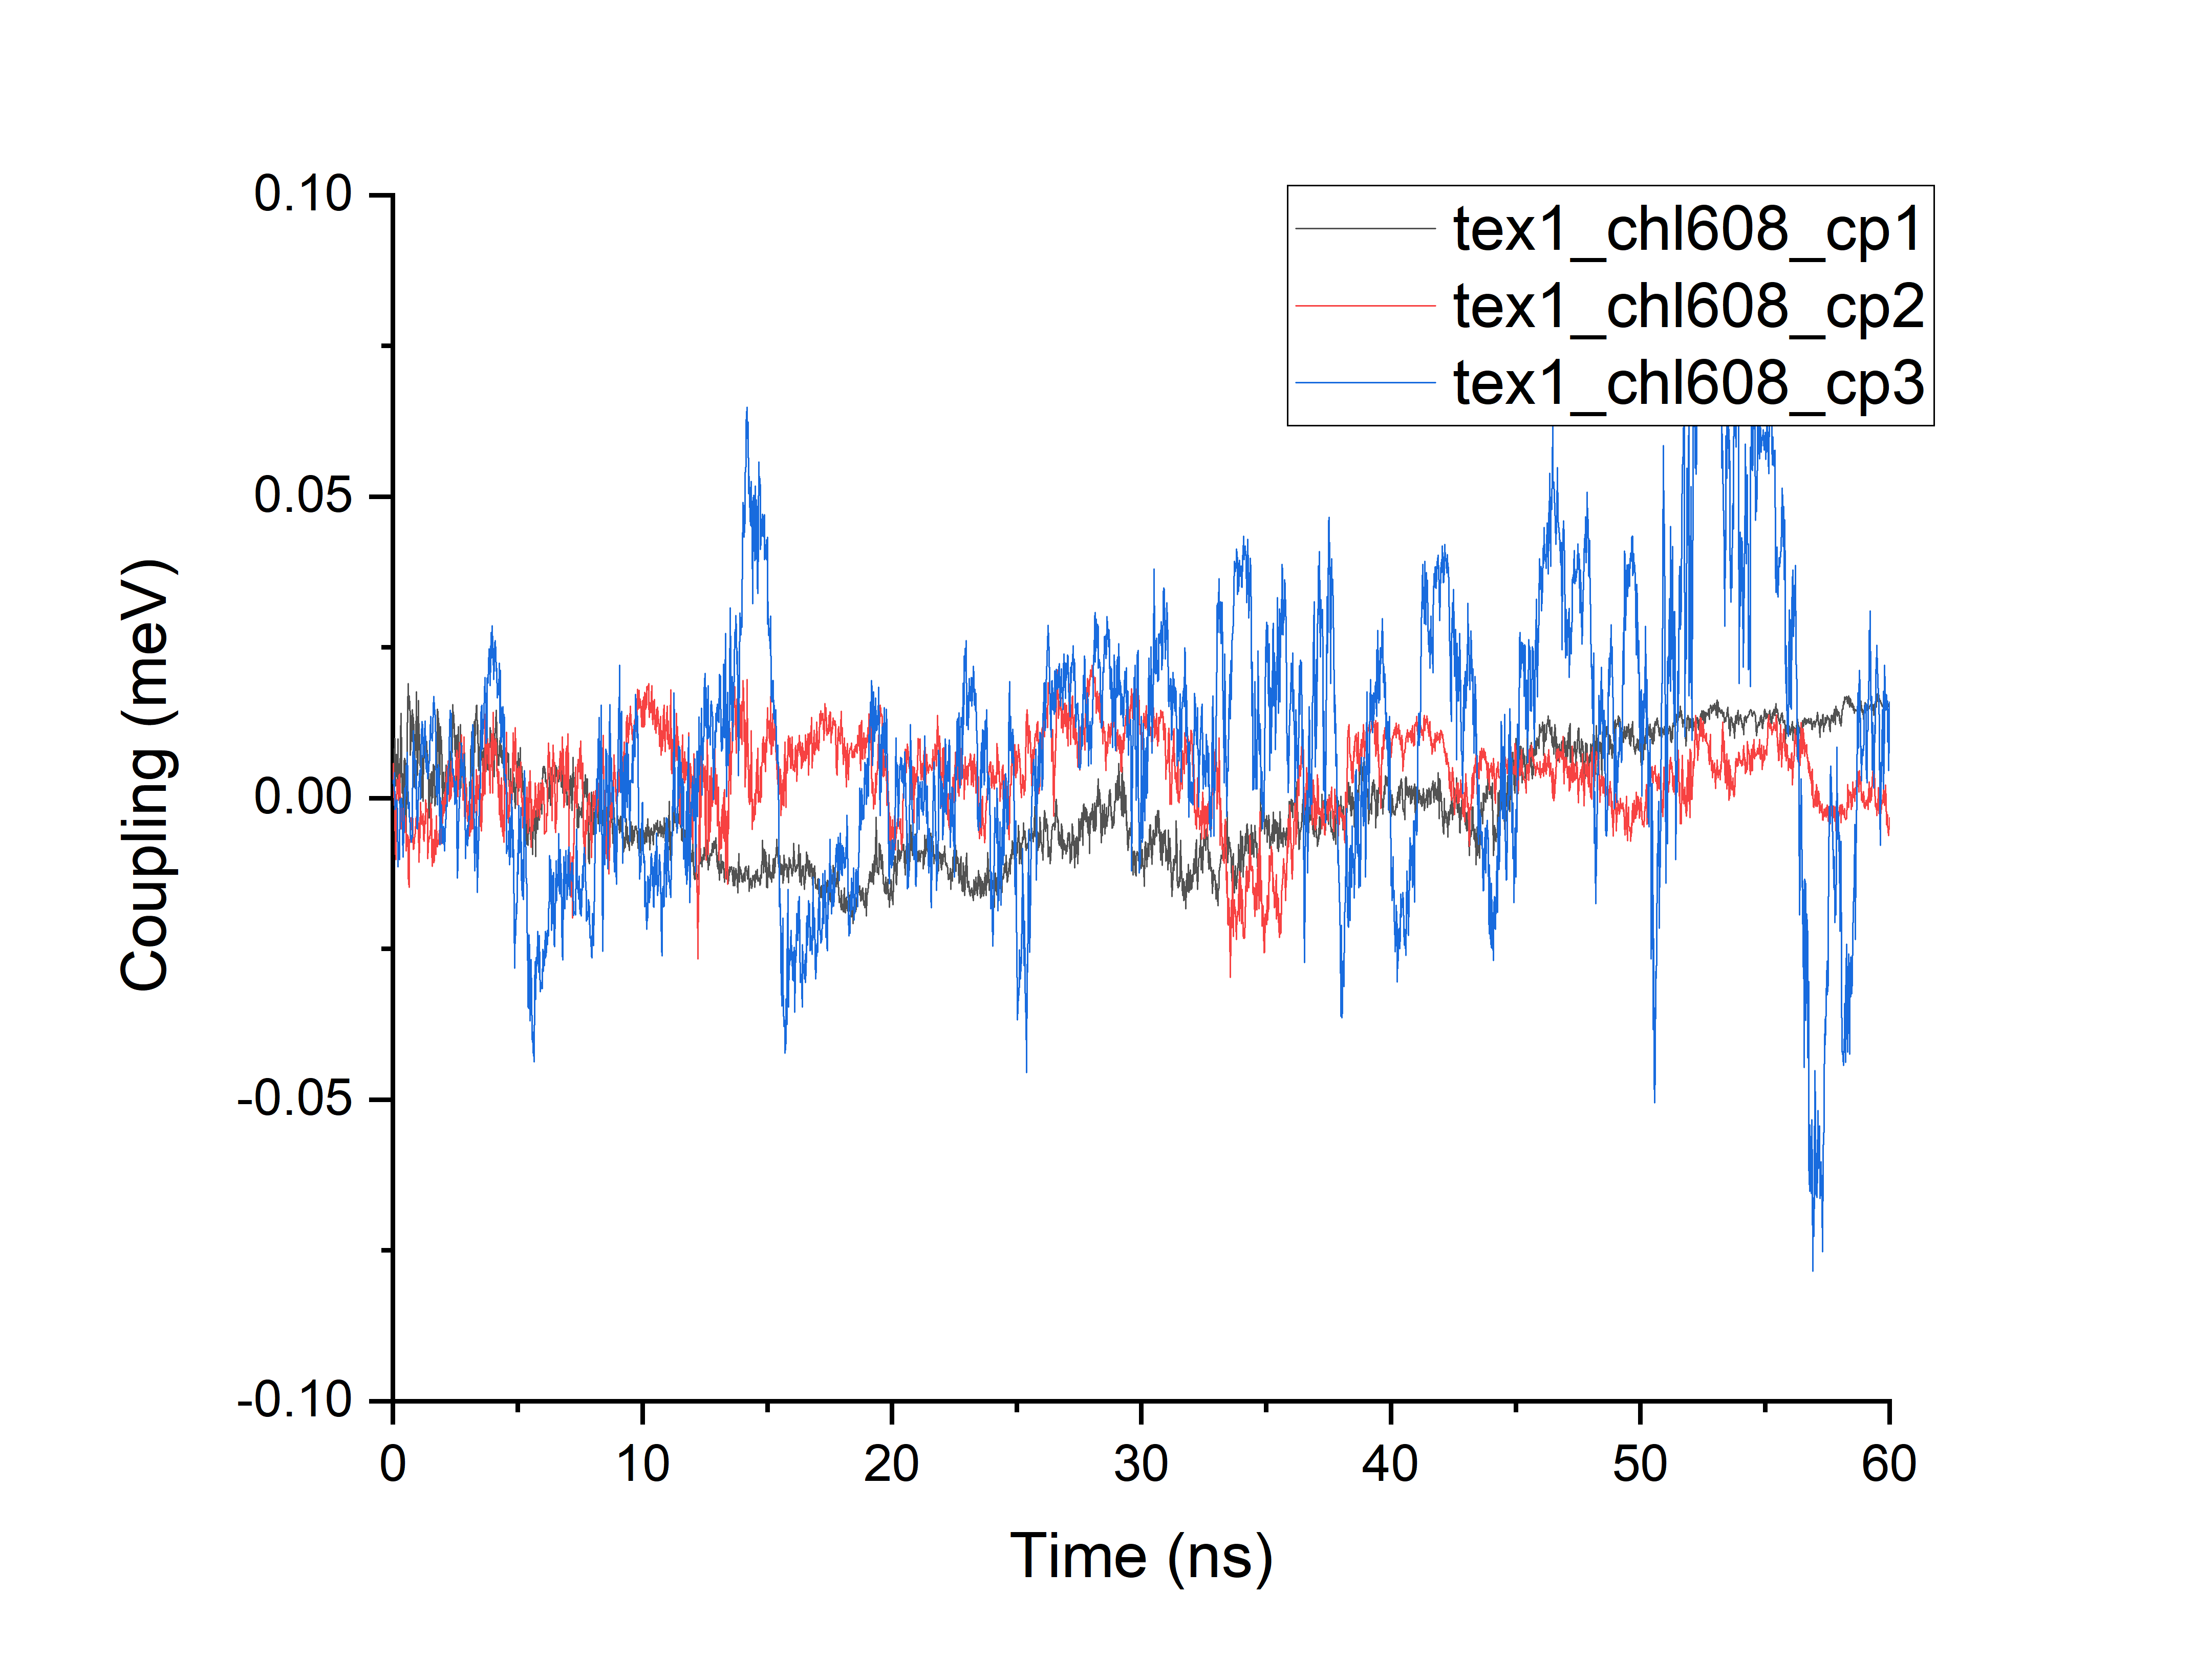 0.10
0.05
0.00
-0.05
-0.10
Coupling (meV)
tex1_chl608_cp1
tex1_chl608_cp2
tex1_chl608_cp3
0 10 20 30 40 50 60
Time (ns)